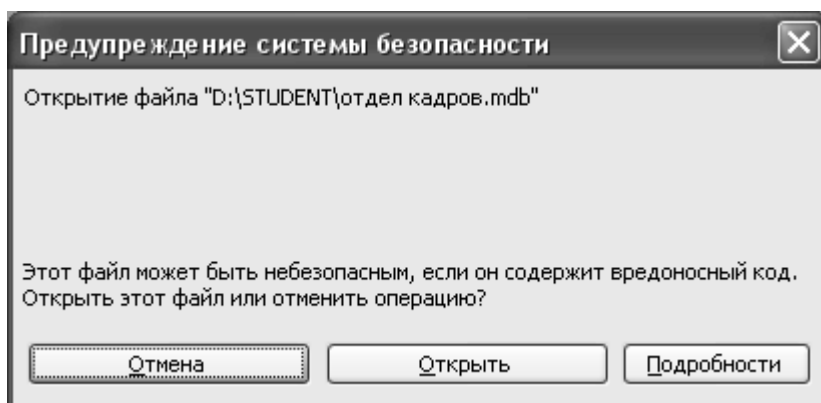 Предупреждение системы безопасности
Открытие файла "D:\STUDENT\отдел кадров.mdb"
Этот файл может быть небезопасным, если он содержит вредоносный код.
Открыть этот файл или отменить операцию?
Отмена Открыть Подробности